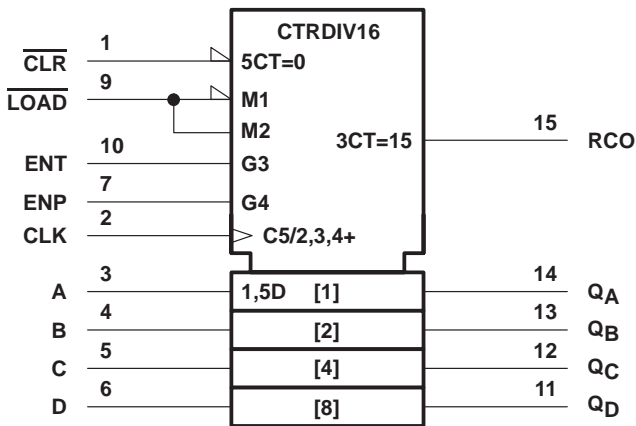 CTRDIV16
1
CLR
5CT=0
9
LOAD
M1
M2
3CT=15
15
RCO
10
ENT
G3
7
ENP
G4
2
CLK
C5/2,3,4+
3
A
1,5D [1]
14
QA
4
B
[2]
13
QB
5
C
[4]
12
QC
6
D
[8]
11
QD